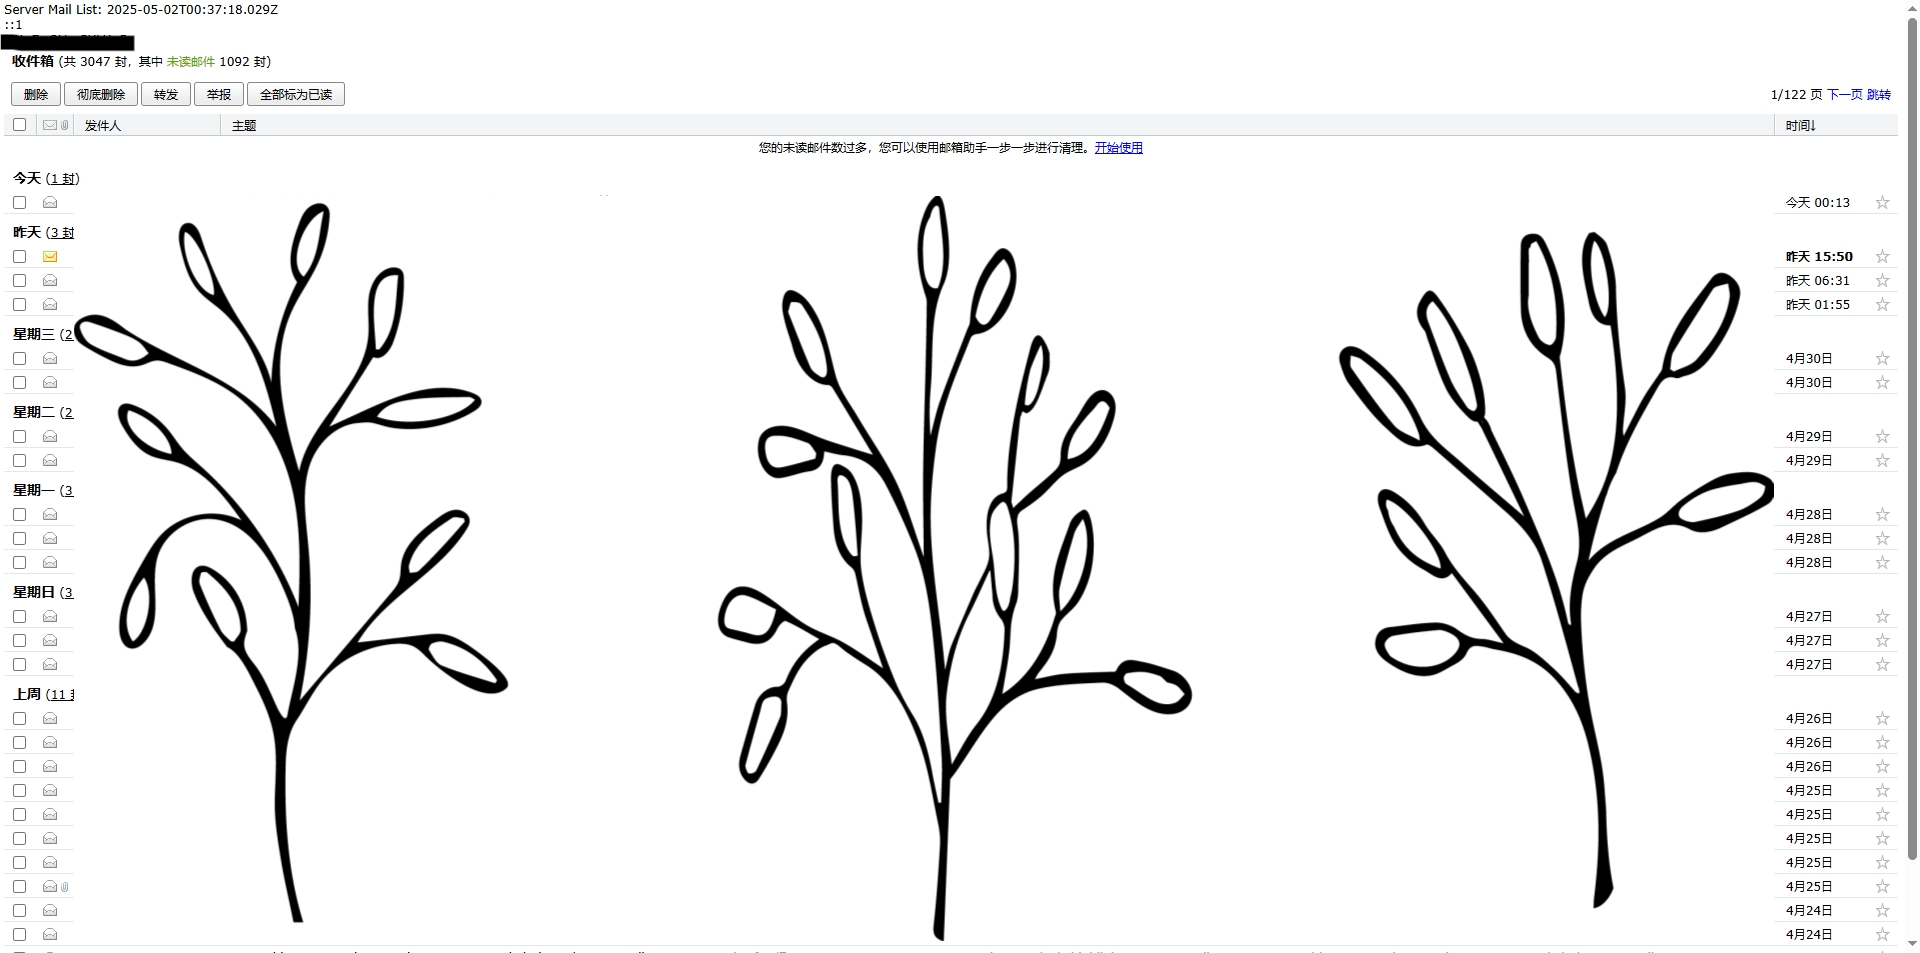 Server Mail List: 2025-05-02T00:37:18.029Z
::1
收件箱 (共 3047 封，其中 未读邮件 1092 封)
删除 彻底删除 转发 举报 全部标为已读 1/122 页 下一页 跳转
发件人 主题 时间↓
您的未读邮件数过多，您可以使用邮箱助手一步一步进行清理。开始使用
今天 (1 封)
今天 00:13
昨天 (3 封
昨天 15:50
昨天 06:31
昨天 01:55
星期三 (2
4月30日
4月30日
星期二 (2
4月29日
4月29日
星期一 (3
4月28日
4月28日
4月28日
星期日 (3
4月27日
4月27日
4月27日
上周 (11
4月26日
4月26日
4月26日
4月25日
4月25日
4月25日
4月25日
4月25日
4月24日
4月24日